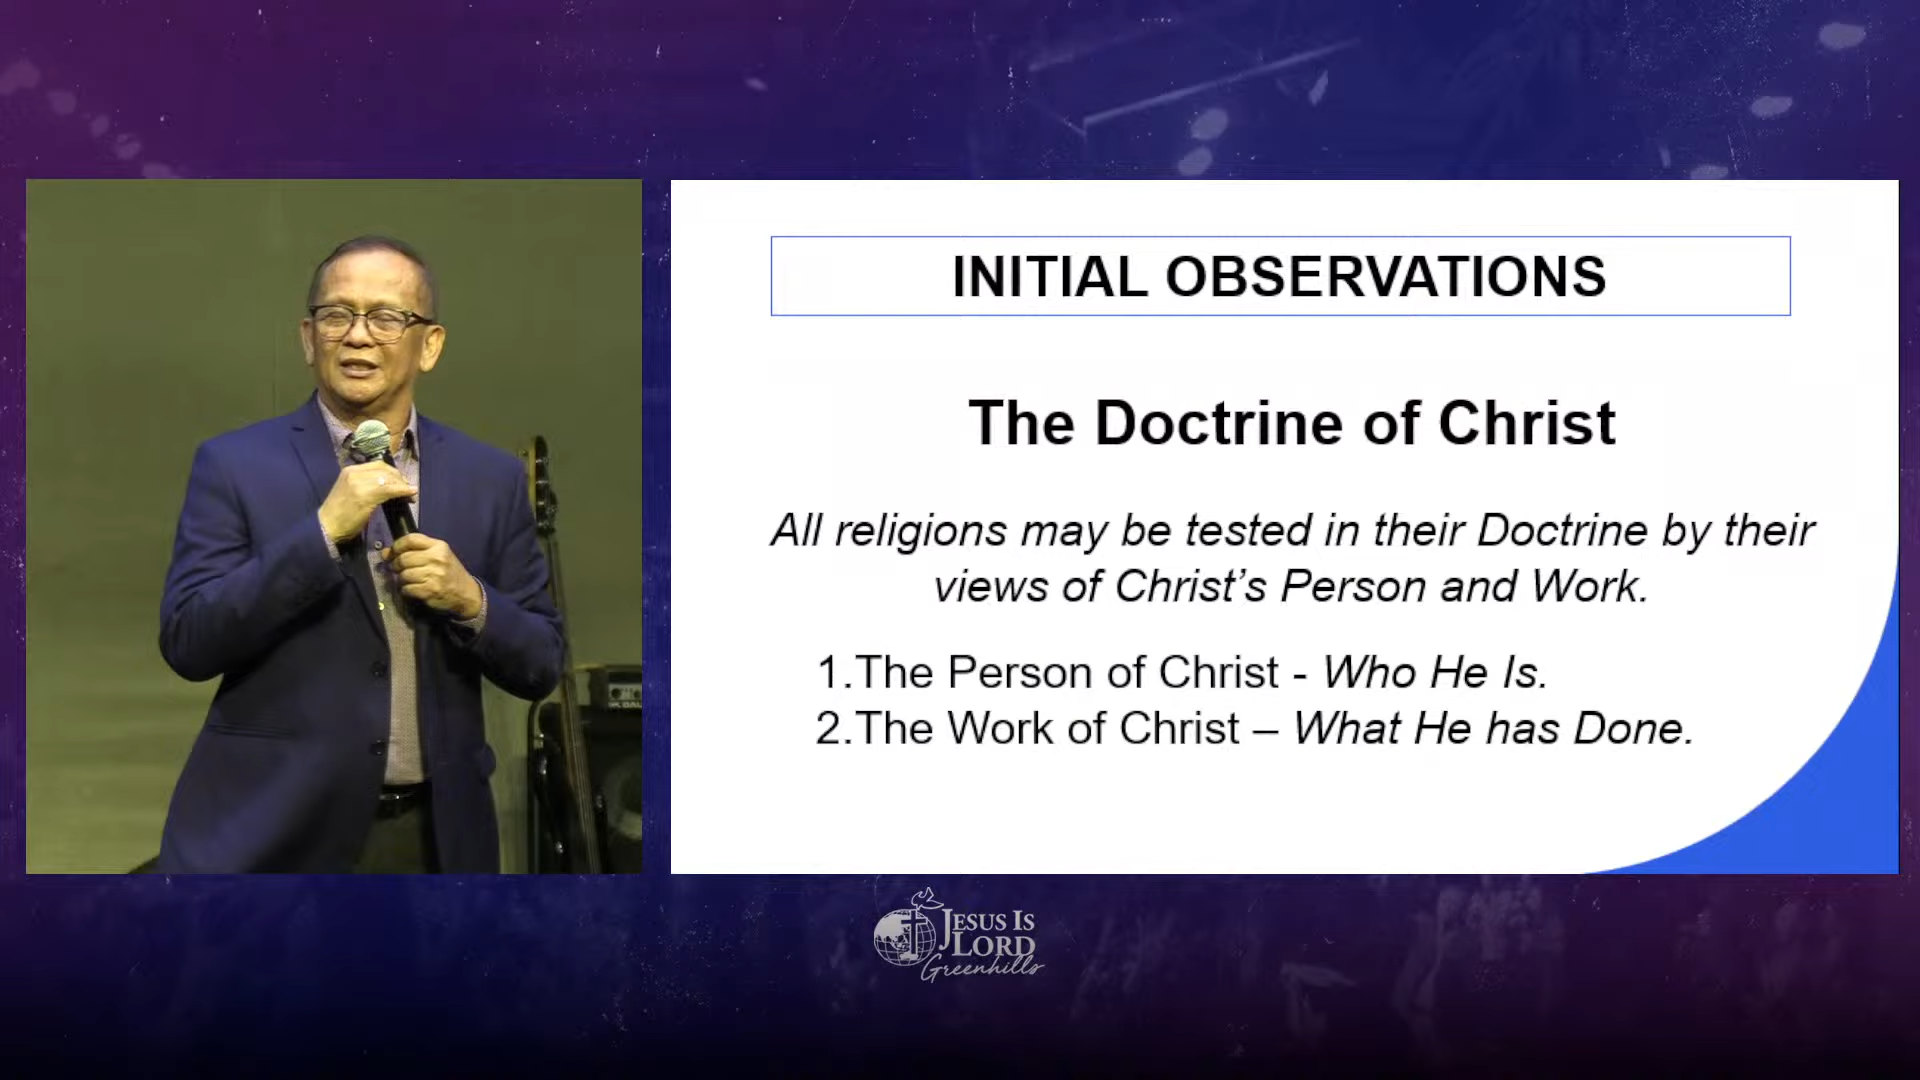 INITIAL OBSERVATIONS
The Doctrine of Christ
All religions may be tested in their Doctrine by their
views of Christ’s Person and Work.
1.The Person of Christ - Who He Is.
2.The Work of Christ – What He has Done.
JESUS IS
LORD
Greenhills